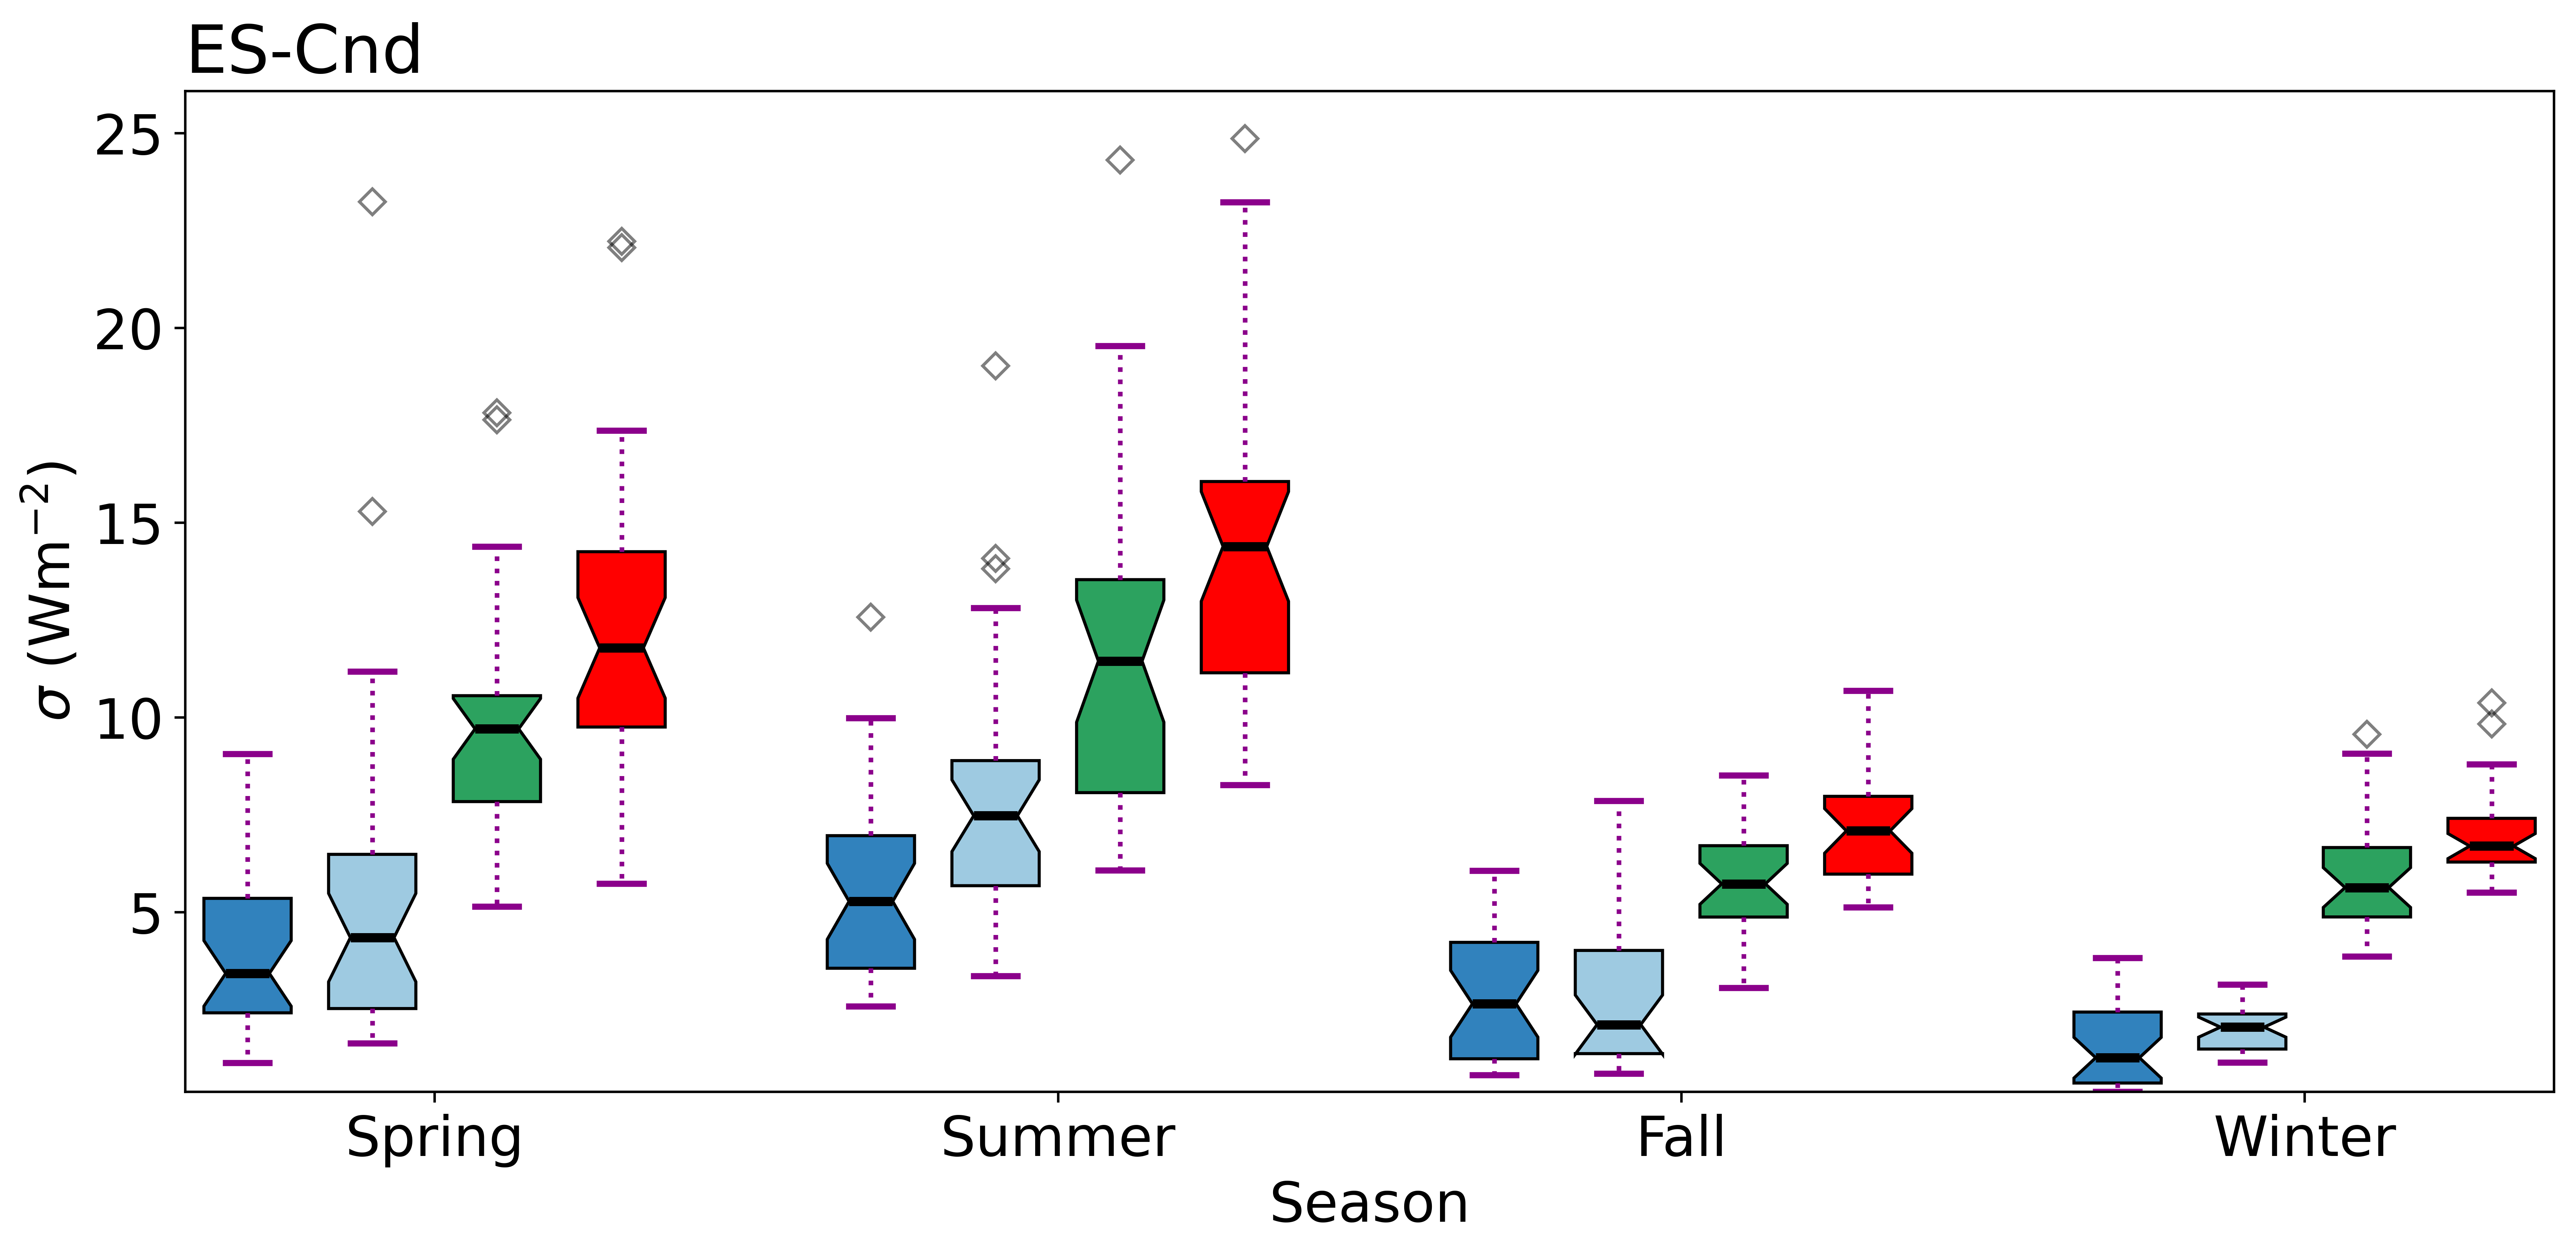 ES-Cnd
σ (Wm⁻²)
25
20
15
10
5
Spring Summer Fall Winter
Season